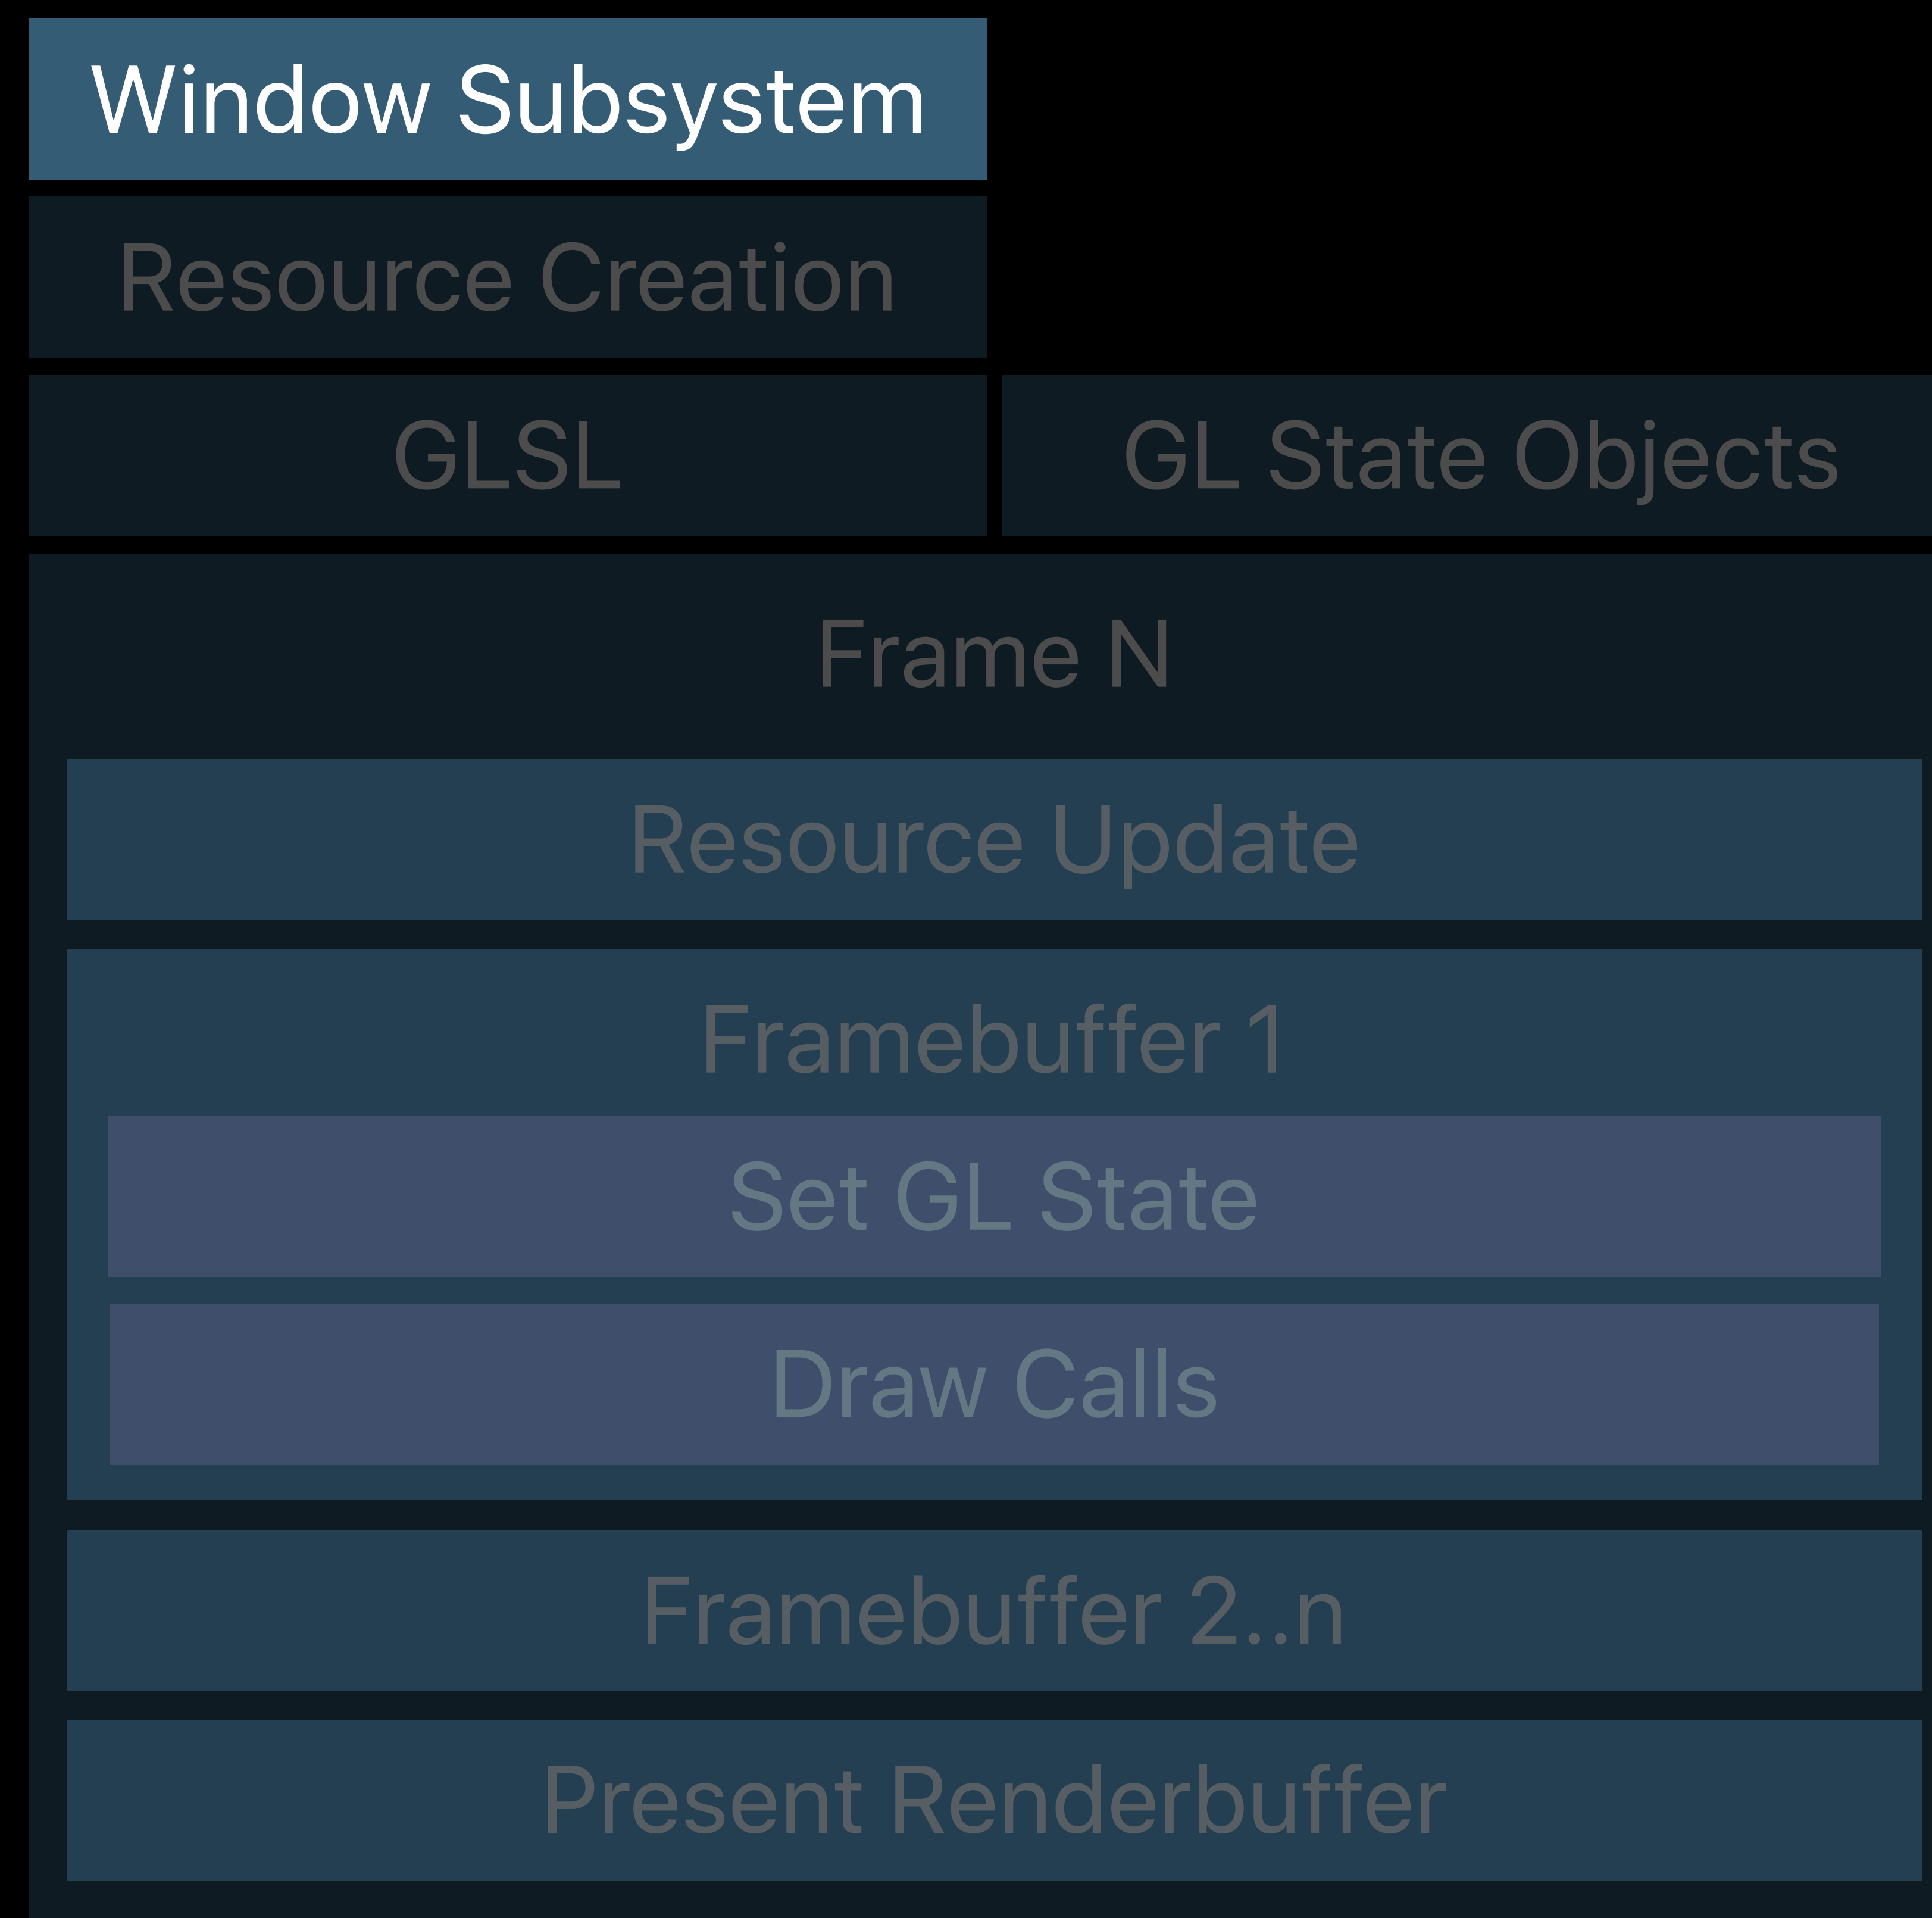 Window Subsystem
Resource Creation
GLSL
GL State Objects
Frame N
Resource Update
Framebuffer 1
Set GL State
Draw Calls
Framebuffer 2..n
Present Renderbuffer